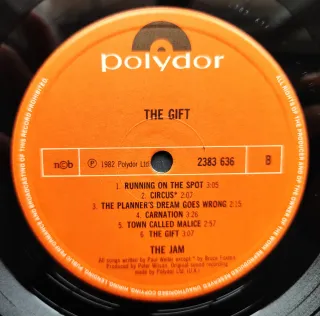 polydor
THE GIFT
ncb
℗ 1982 Polydor Ltd
2383 636
B
1. RUNNING ON THE SPOT 3:05
2. CIRCUS* 2:07
3. THE PLANNER'S DREAM GOES WRONG 2:15
4. CARNATION 3:26
5. TOWN CALLED MALICE 2:57
6. THE GIFT 3:07
THE JAM
All songs written by Paul Weller except * by Bruce Foxton
Produced by Peter Wilson. Original sound recording
made by Polydor Ltd. (U.K.)